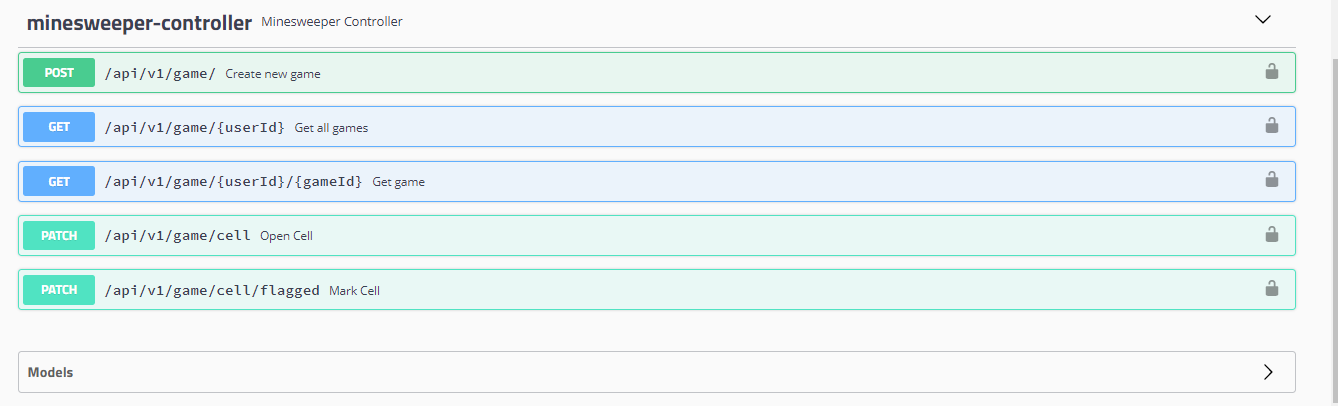 minesweeper-controller Minesweeper Controller
POST /api/v1/game/ Create new game
GET /api/v1/game/{userId} Get all games
GET /api/v1/game/{userId}/{gameId} Get game
PATCH /api/v1/game/cell Open Cell
PATCH /api/v1/game/cell/flagged Mark Cell
Models